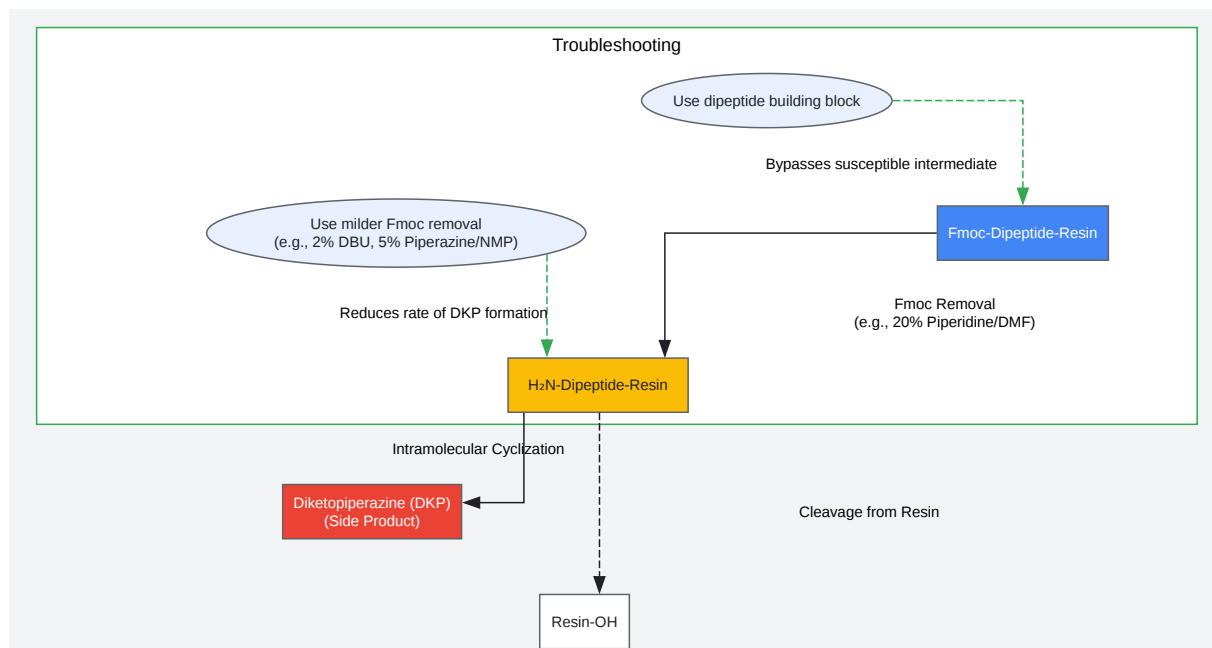 Troubleshooting
Use dipeptide building block
Bypasses susceptible intermediate
Use milder Fmoc removal
(e.g., 2% DBU, 5% Piperazine/NMP)
Fmoc-Dipeptide-Resin
Reduces rate of DKP formation
Fmoc Removal
(e.g., 20% Piperidine/DMF)
H₂N-Dipeptide-Resin
Intramolecular Cyclization
Diketopiperazine (DKP)
(Side Product)
Cleavage from Resin
Resin-OH